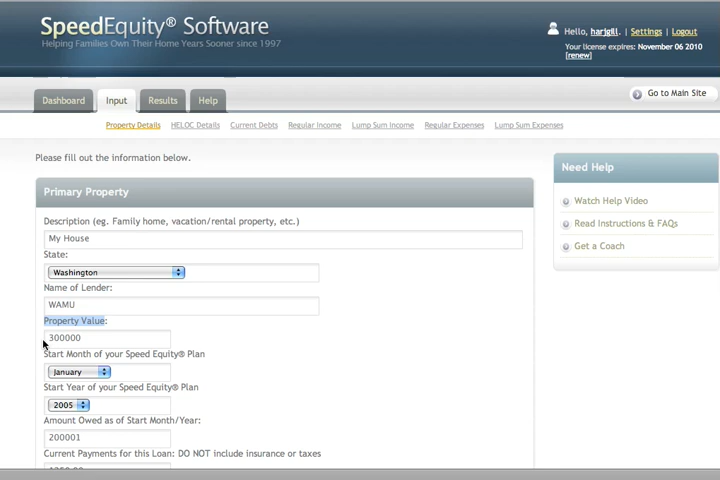 SpeedEquity® Software
Helping Families Own Their Home Years Sooner since 1997
Hello, harjgill. | Settings | Logout
Your license expires: November 06 2010
[renew]
Dashboard Input Results Help
Go to Main Site
Property Details HELOC Details Current Debts Regular Income Lump Sum Income Regular Expenses Lump Sum Expenses
Please fill out the information below.
Need Help
Watch Help Video
Read Instructions & FAQs
Get a Coach
Primary Property
Description (eg. Family home, vacation/rental property, etc.)
My House
State:
Washington
Name of Lender:
WAMU
Property Value:
300000
Start Month of your Speed Equity® Plan
January
Start Year of your Speed Equity® Plan
2005
Amount Owed as of Start Month/Year:
200001
Current Payments for this Loan: DO NOT include insurance or taxes